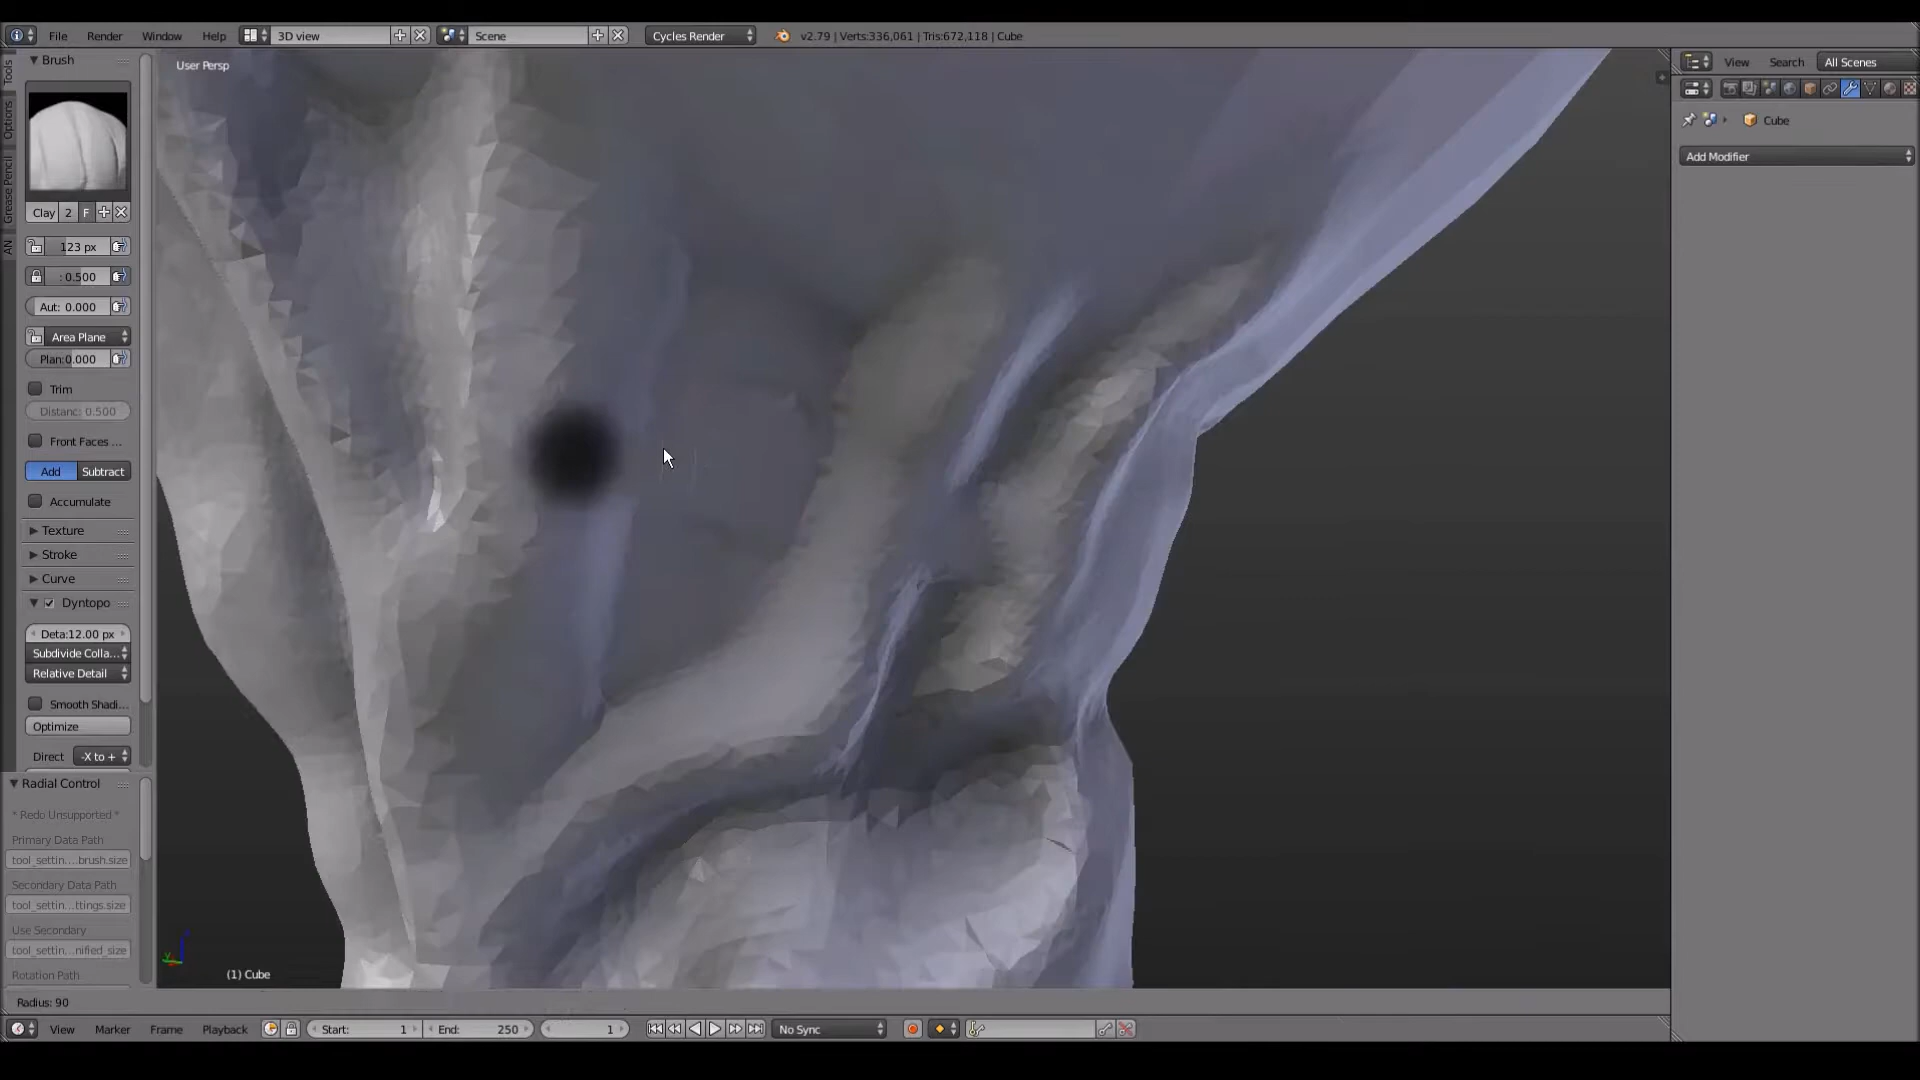 File Render Window Help 3D view Scene Cycles Render v2.79 | Verts:336,061 | Tris:672,118 | Cube
Tools
Options
Grease Pencil
AN
Brush
Clay 2 F
123 px
: 0.500
Aut: 0.000
Area Plane
Plan:0.000
Trim
Distanc: 0.500
Front Faces ...
Add Subtract
Accumulate
Texture
Stroke
Curve
Dyntopo
Deta:12.00 px
Subdivide Colla...
Relative Detail
Smooth Shadi...
Optimize
Direct -X to +
Radial Control
* Redo Unsupported *
Primary Data Path
tool_settin....brush.size
Secondary Data Path
tool_settin...ttings.size
Use Secondary
tool_settin...nified_size
Rotation Path
User Persp
(1) Cube
Radius: 90
View Marker Frame Playback Start: 1 End: 250 1 No Sync
View Search All Scenes
Cube
Add Modifier